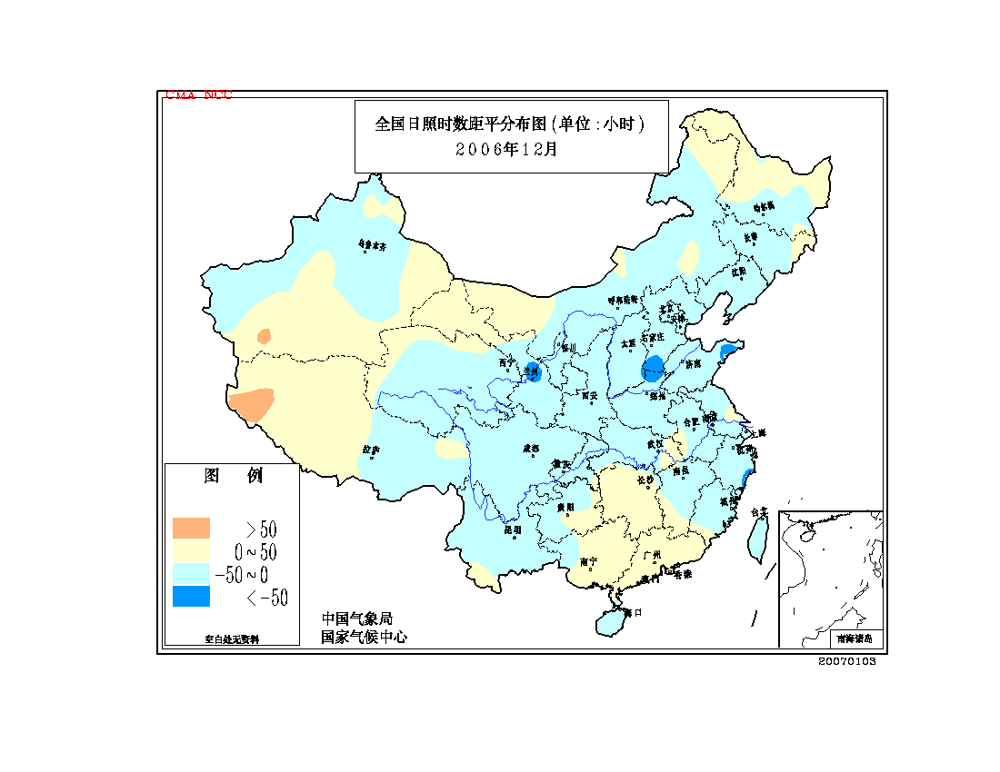 CMA NCC
全国日照时数距平分布图(单位:小时)
2006年12月
哈尔滨
长春
乌鲁木齐
沈阳
呼和浩特
北京
天津
石家庄
太原
银川
西宁
济南
兰州
郑州
西安
合肥
南京
上海
拉萨
成都
武汉
杭州
重庆
南昌
长沙
福州
贵阳
台北
昆明
广州
南宁
澳门
香港
海口
图 例
>50
0~50
-50~0
<-50
空白处无资料
中国气象局
国家气候中心
南海诸岛
20070103